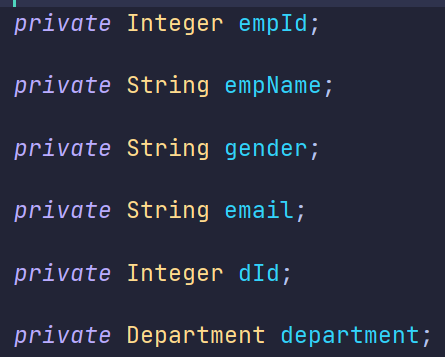 private Integer empId;
private String empName;
private String gender;
private String email;
private Integer dId;
private Department department;